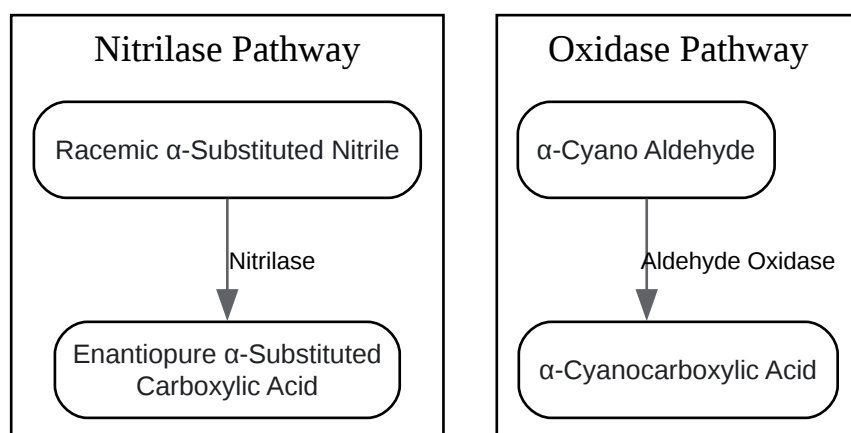 Nitrilase Pathway
Racemic α-Substituted Nitrile
Nitrilase
Enantiopure α-Substituted
Carboxylic Acid
Oxidase Pathway
α-Cyano Aldehyde
Aldehyde Oxidase
α-Cyanocarboxylic Acid